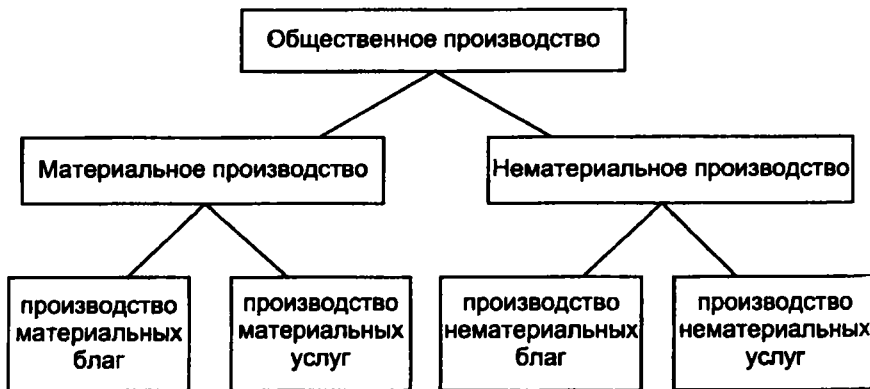 Общественное производство
Материальное производство
Нематериальное производство
производство
материальных
благ
производство
материальных
услуг
производство
нематериальных
благ
производство
нематериальных
услуг